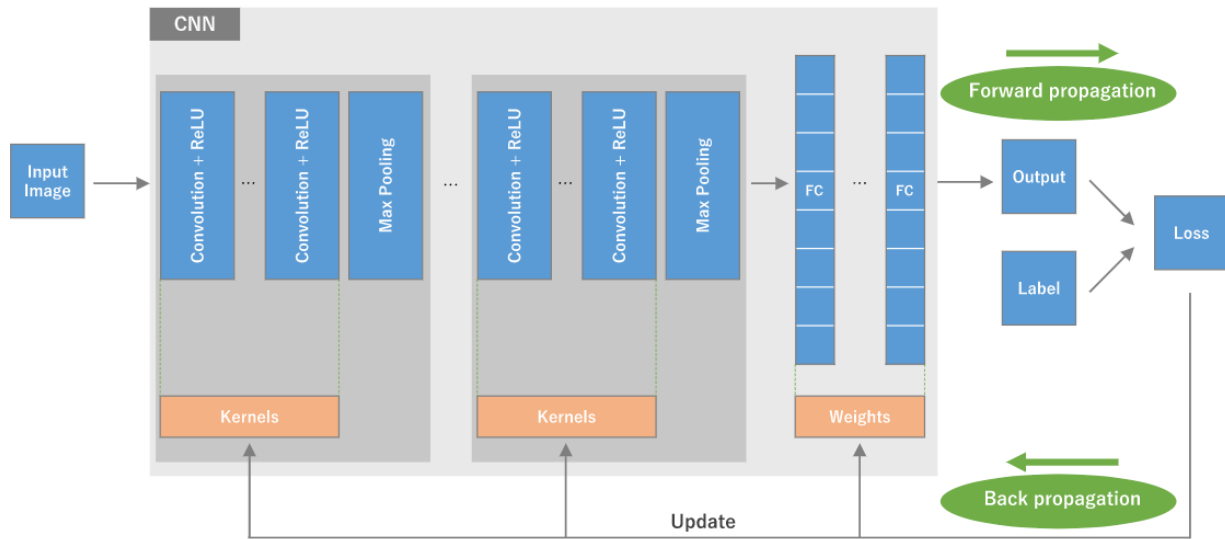 CNN
Forward propagation
Input
Image
Convolution + ReLU
...
Convolution + ReLU
Max Pooling
...
Convolution + ReLU
...
Convolution + ReLU
Max Pooling
FC
...
FC
Output
Label
Loss
Kernels
Kernels
Weights
Back propagation
Update